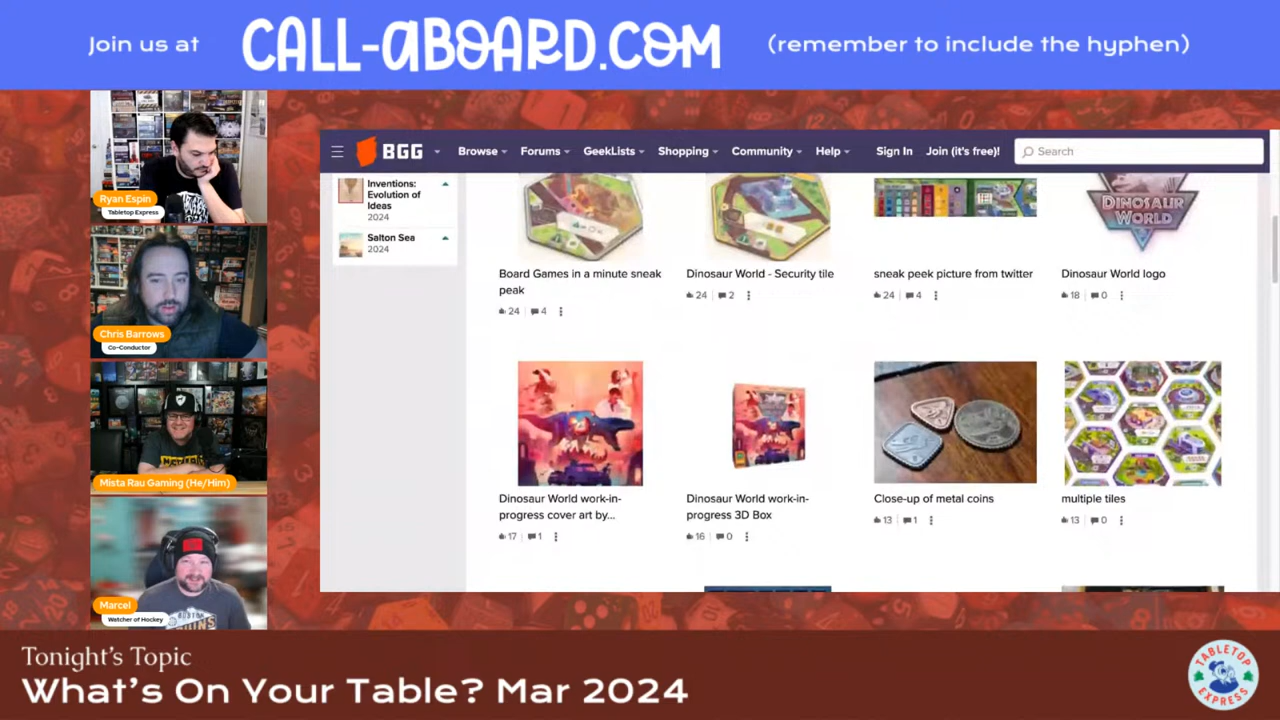 Join us at CALL-ABOARD.COM (remember to include the hyphen)
Ryan Espin
Tabletop Express
Chris Barrows
Co-Conductor
Mista Rau Gaming (He/Him)
Marcel
Watcher of Hockey
BGG Browse Forums GeekLists Shopping Community Help Sign In Join (it's free!) Search
Inventions:
Evolution of
Ideas
2024
Salton Sea
2024
DINOSAUR
WORLD
Board Games in a minute sneak
peak
24 4
Dinosaur World - Security tile
24 2
sneak peek picture from twitter
24 4
Dinosaur World logo
18 0
Dinosaur World work-in-
progress cover art by...
17 1
Dinosaur World work-in-
progress 3D Box
16 0
Close-up of metal coins
13 1
multiple tiles
13 0
Tonight's Topic
What's On Your Table? Mar 2024
TABLETOP
EXPRESS